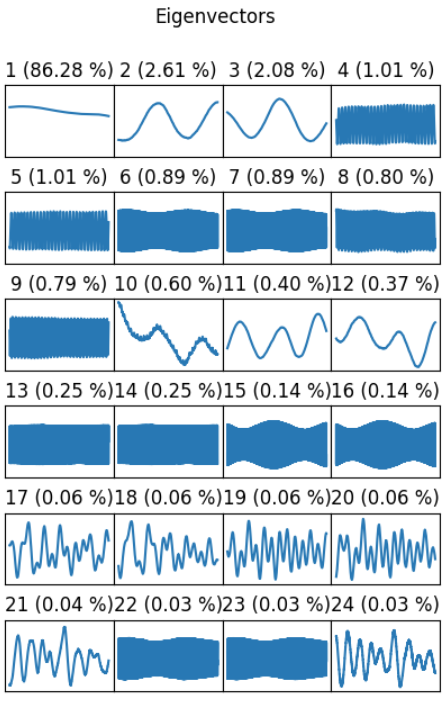 Eigenvectors
1 (86.28 %) 2 (2.61 %) 3 (2.08 %) 4 (1.01 %)
5 (1.01 %) 6 (0.89 %) 7 (0.89 %) 8 (0.80 %)
9 (0.79 %) 10 (0.60 %) 11 (0.40 %) 12 (0.37 %)
13 (0.25 %) 14 (0.25 %) 15 (0.14 %) 16 (0.14 %)
17 (0.06 %) 18 (0.06 %) 19 (0.06 %) 20 (0.06 %)
21 (0.04 %) 22 (0.03 %) 23 (0.03 %) 24 (0.03 %)